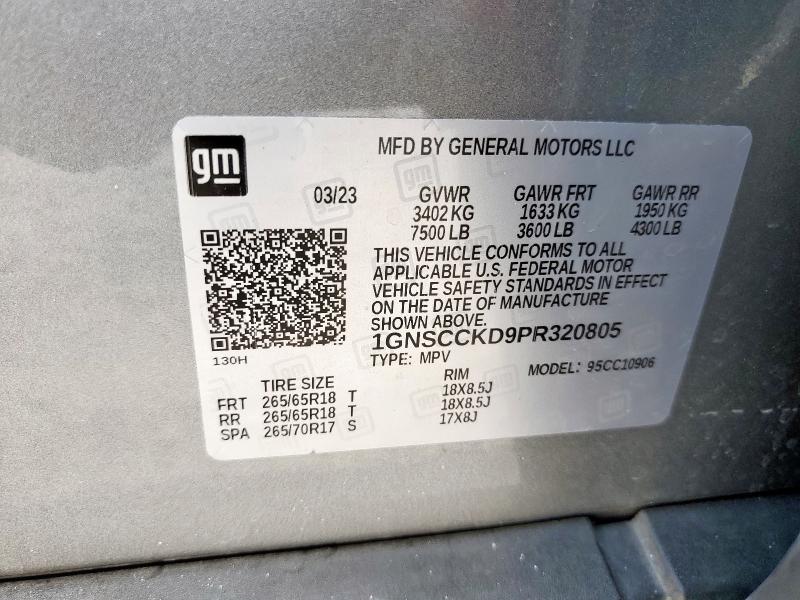 gm
MFD BY GENERAL MOTORS LLC
03/23 GVWR GAWR FRT GAWR RR
3402 KG 1633 KG 1950 KG
7500 LB 3600 LB 4300 LB
THIS VEHICLE CONFORMS TO ALL
APPLICABLE U.S. FEDERAL MOTOR
VEHICLE SAFETY STANDARDS IN EFFECT
ON THE DATE OF MANUFACTURE
SHOWN ABOVE.
1GNSCCKD9PR320805
130H TYPE: MPV MODEL: 95CC10906
TIRE SIZE RIM
FRT 265/65R18 T 18X8.5J
RR 265/65R18 T 18X8.5J
SPA 265/70R17 S 17X8J